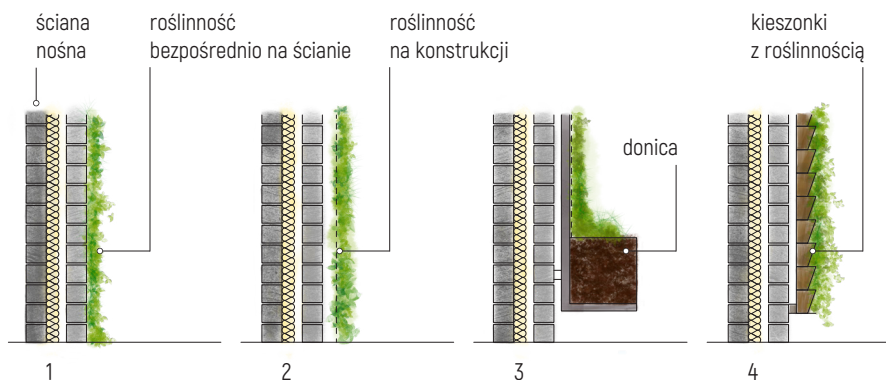 ściana
nośna
roślinność
bezpośrednio na ścianie
roślinność
na konstrukcji
kieszonki
z roślinnością
donica
1
2
3
4